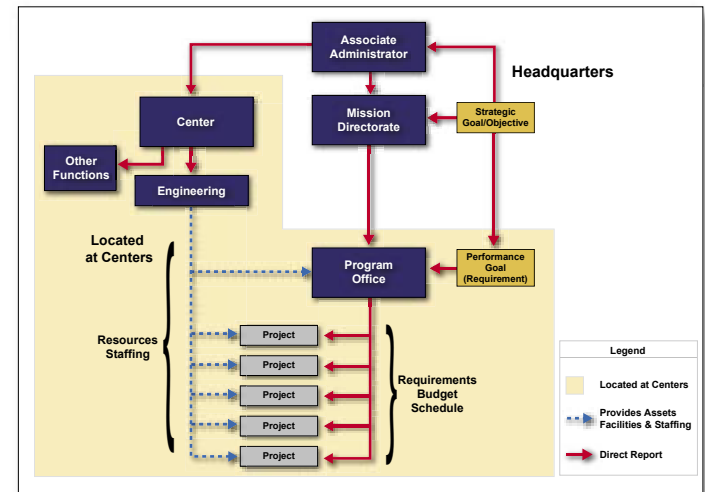 Associate
Administrator
Headquarters
Center
Mission
Directorate
Strategic
Goal/Objective
Other
Functions
Engineering
Located
at Centers
Program
Office
Performance
Goal
(Requirement)
Resources
Staffing
Project
Project
Project
Project
Project
Requirements
Budget
Schedule
Legend
Located at Centers
Provides Assets
Facilities & Staffing
Direct Report